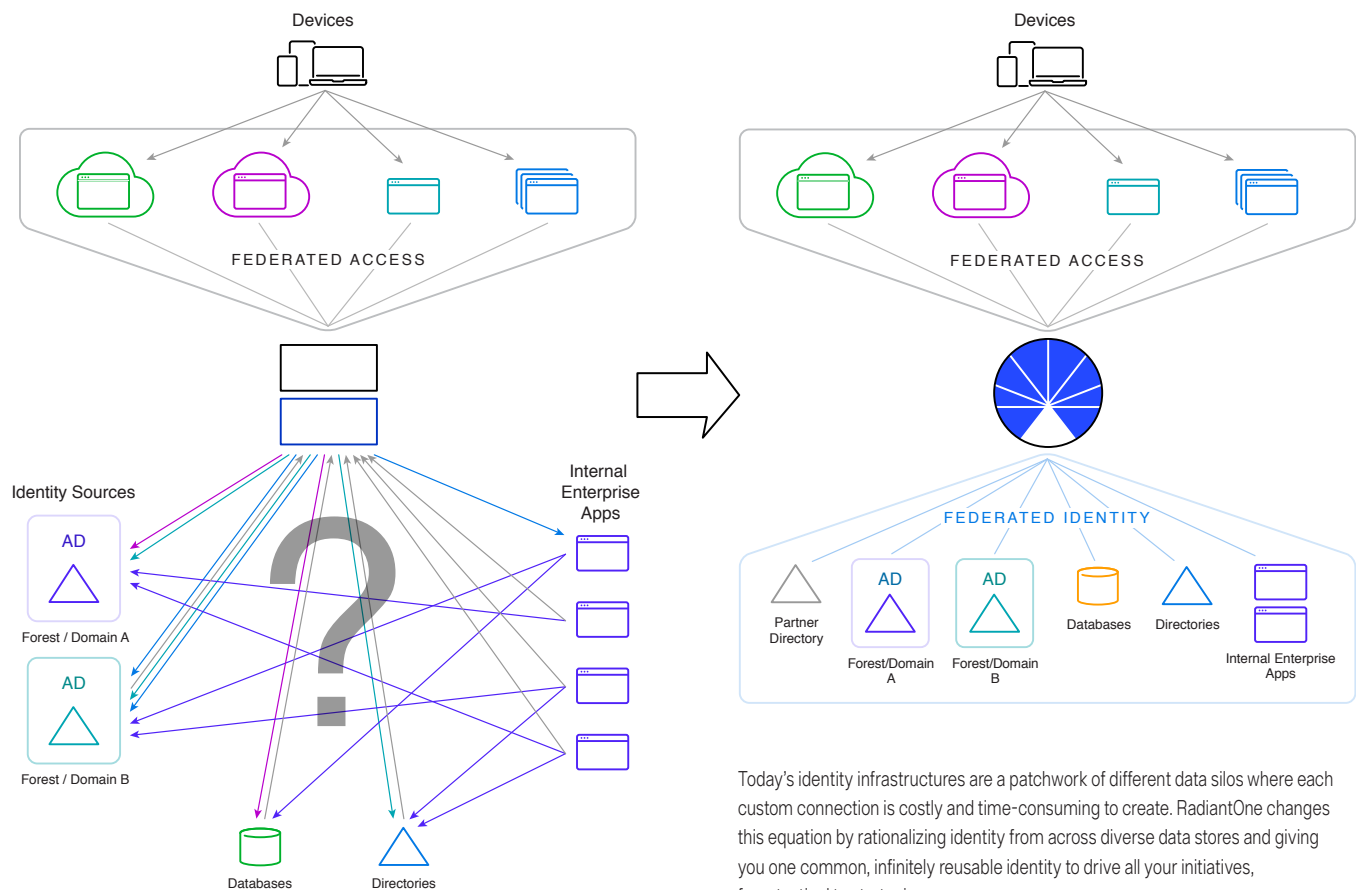 Devices
FEDERATED ACCESS
Identity Sources
AD
Forest / Domain A
AD
Forest / Domain B
Internal
Enterprise
Apps
?
Databases
Directories
Devices
FEDERATED ACCESS
FEDERATED IDENTITY
Partner
Directory
AD
Forest/Domain
A
AD
Forest/Domain
B
Databases
Directories
Internal Enterprise
Apps
Today's identity infrastructures are a patchwork of different data silos where each
custom connection is costly and time-consuming to create. RadiantOne changes
this equation by rationalizing identity from across diverse data stores and giving
you one common, infinitely reusable identity to drive all your initiatives,